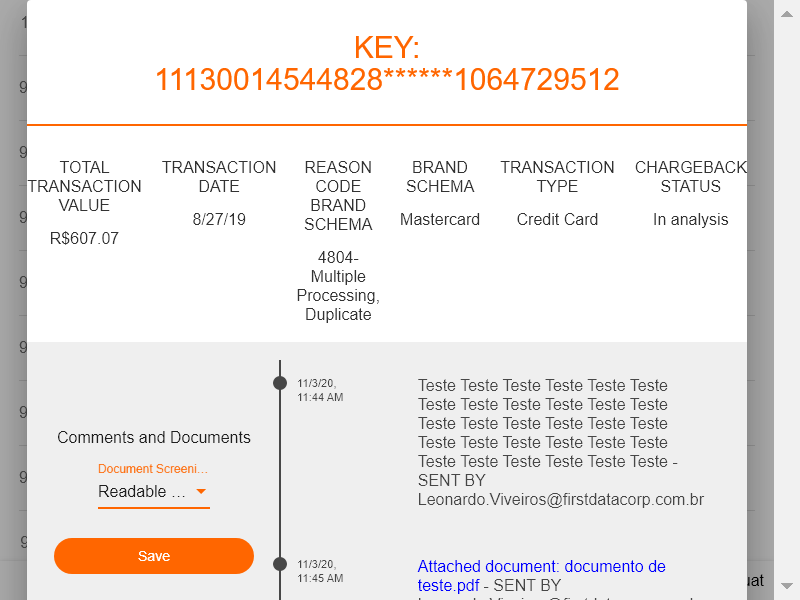 KEY:
11130014544828******1064729512
TOTAL
TRANSACTION
VALUE
R$607.07
TRANSACTION
DATE
8/27/19
REASON
CODE
BRAND
SCHEMA
4804-
Multiple
Processing,
Duplicate
BRAND
SCHEMA
Mastercard
TRANSACTION
TYPE
Credit Card
CHARGEBACK
STATUS
In analysis
Comments and Documents
Document Screeni...
Readable ...
Save
11/3/20,
11:44 AM
Teste Teste Teste Teste Teste Teste
Teste Teste Teste Teste Teste Teste
Teste Teste Teste Teste Teste Teste
Teste Teste Teste Teste Teste Teste
Teste Teste Teste Teste Teste Teste -
SENT BY
Leonardo.Viveiros@firstdatacorp.com.br
11/3/20,
11:45 AM
Attached document: documento de
teste.pdf - SENT BY